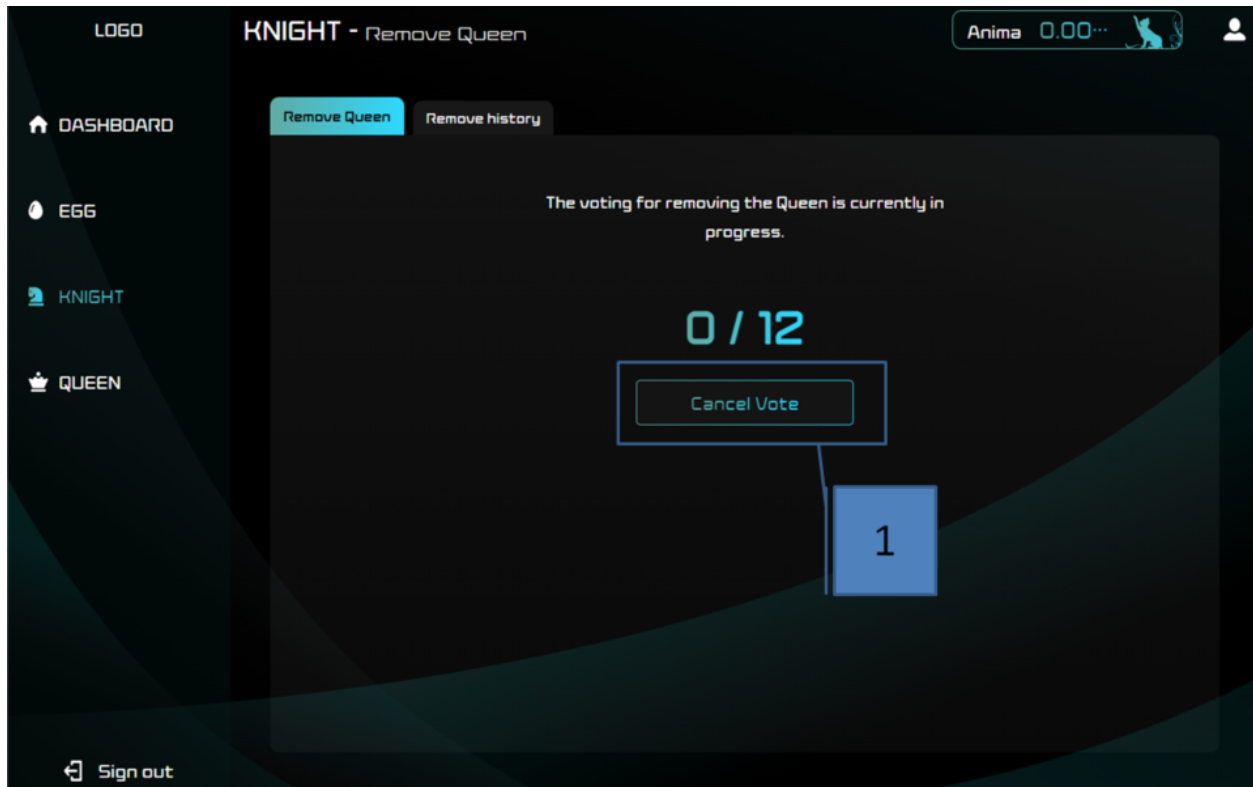 LOGO
KNIGHT - Remove Queen
Anima 0.00...
DASHBOARD
Remove Queen
Remove history
EGG
The voting for removing the Queen is currently in
progress.
KNIGHT
0 / 12
QUEEN
Cancel Vote
1
Sign out